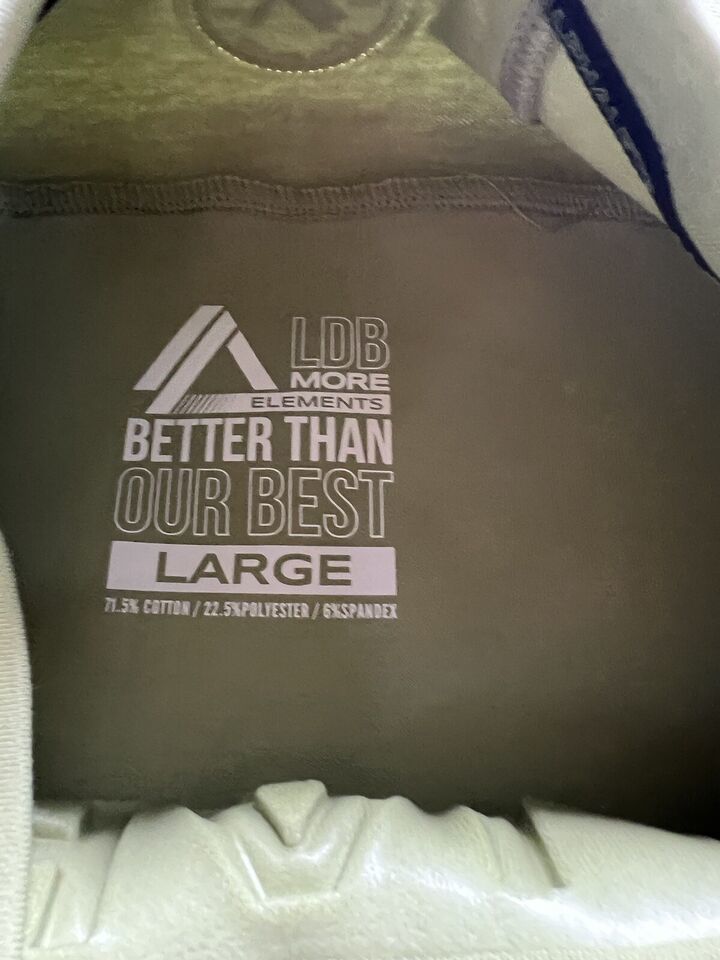 LDB
MORE
ELEMENTS
BETTER THAN
OUR BEST
LARGE
71.5% COTTON / 22.5%POLYESTER / 6%SPANDEX